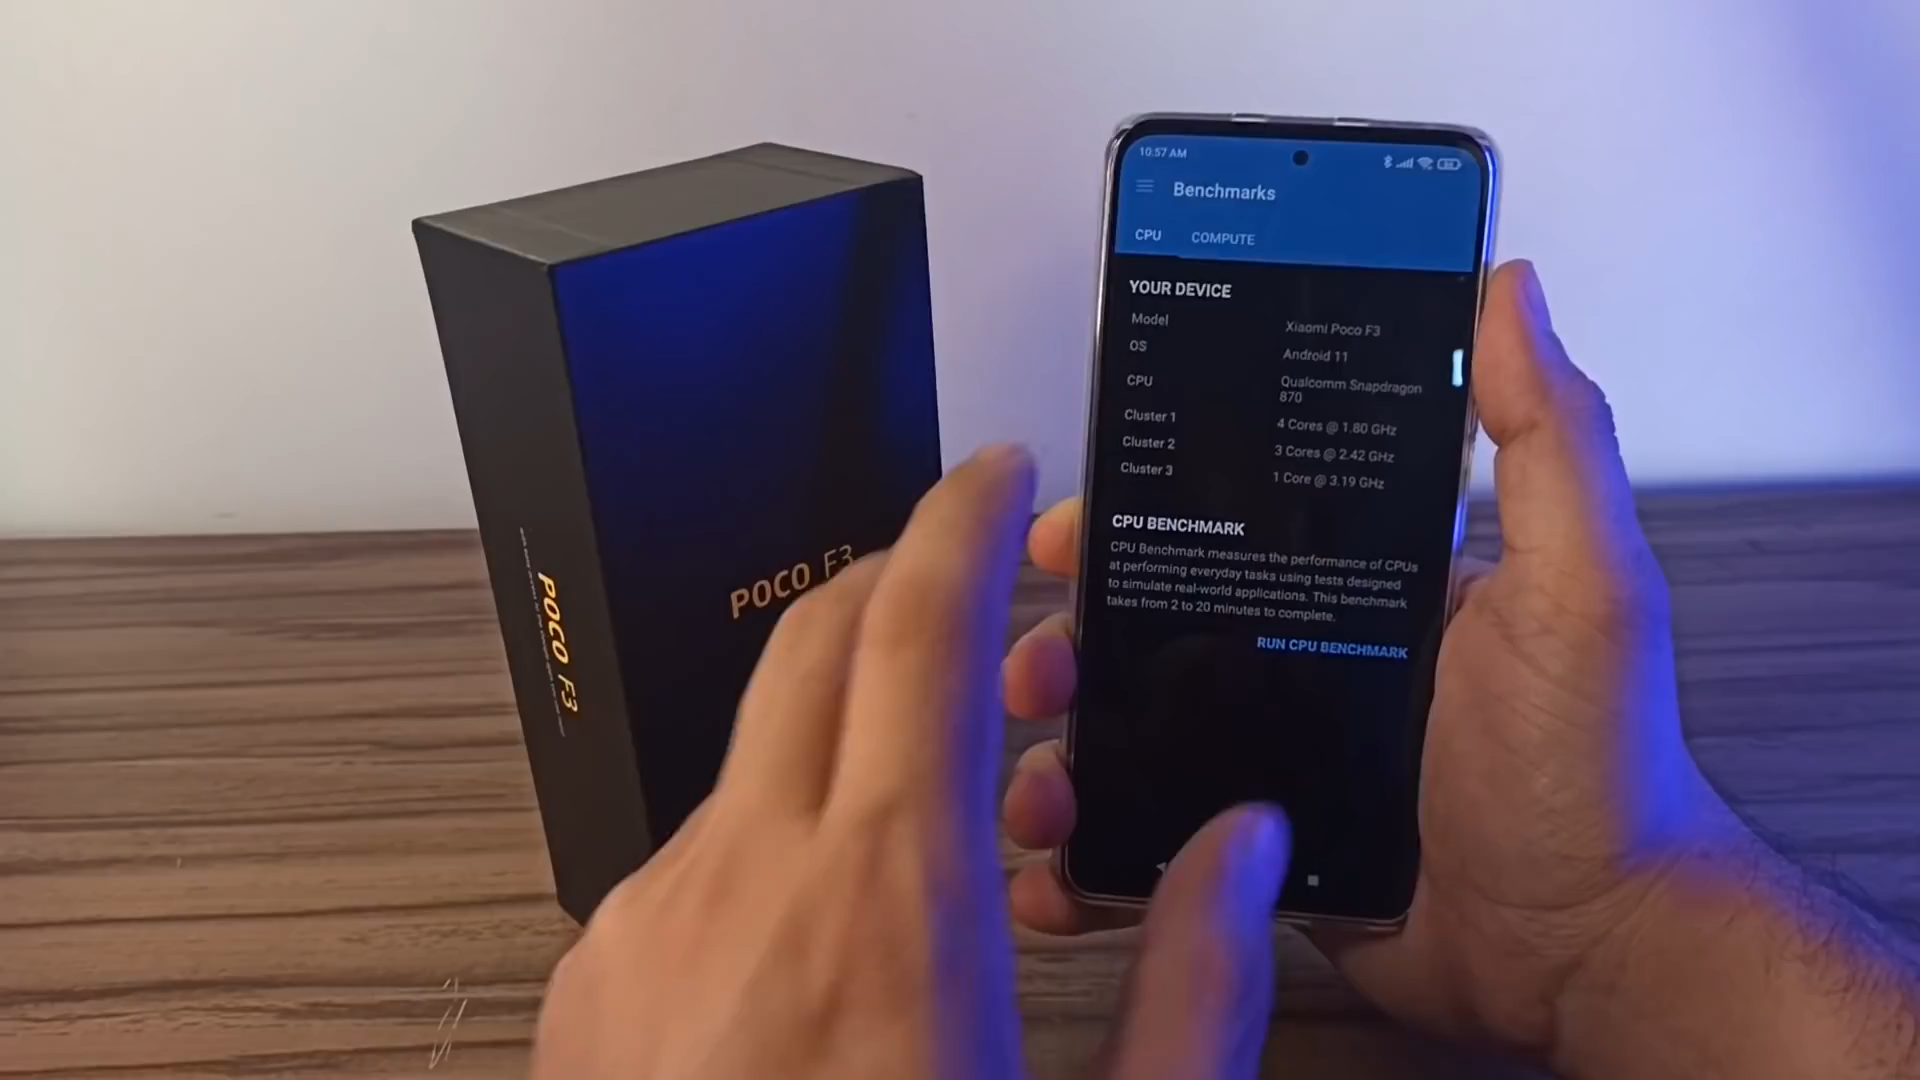 POCO F3
POCO F3
10:57 AM
Benchmarks
CPU COMPUTE
YOUR DEVICE
Model Xiaomi Poco F3
OS Android 11
CPU Qualcomm Snapdragon
870
Cluster 1 4 Cores @ 1.80 GHz
Cluster 2 3 Cores @ 2.42 GHz
Cluster 3 1 Core @ 3.19 GHz
CPU BENCHMARK
CPU Benchmark measures the performance of CPUs
at performing everyday tasks using tests designed
to simulate real-world applications. This benchmark
takes from 2 to 20 minutes to complete.
RUN CPU BENCHMARK